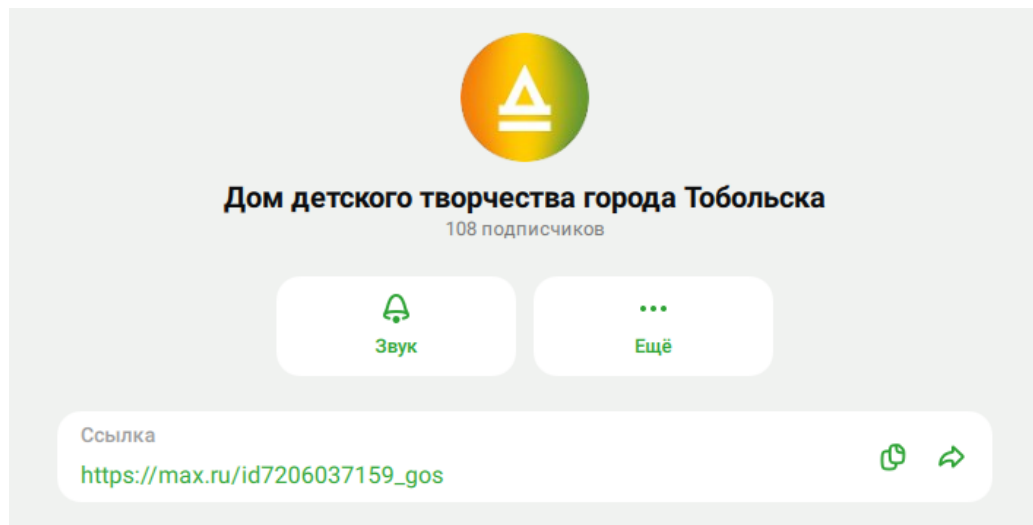 Дом детского творчества города Тобольска
108 подписчиков
Звук
Ещё
Ссылка
https://max.ru/id7206037159_gos